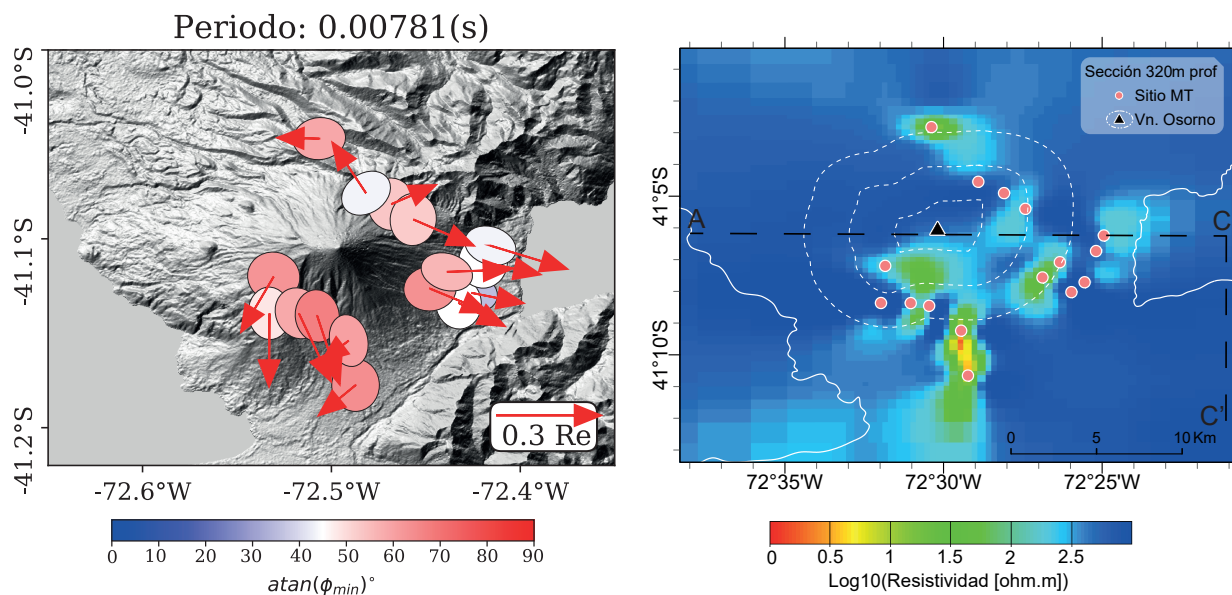 Periodo: 0.00781(s)
-41.0°S
-41.1°S
-41.2°S
0.3 Re
-72.6°W
-72.5°W
-72.4°W
0 10 20 30 40 50 60 70 80 90
atan(ϕmin)°
Sección 320m prof
Sitio MT
Vn. Osorno
A
C
41°5'S
41°10'S
C'
0 5 10 Km
72°35'W
72°30'W
72°25'W
0 0.5 1 1.5 2 2.5
Log10(Resistividad [ohm.m])